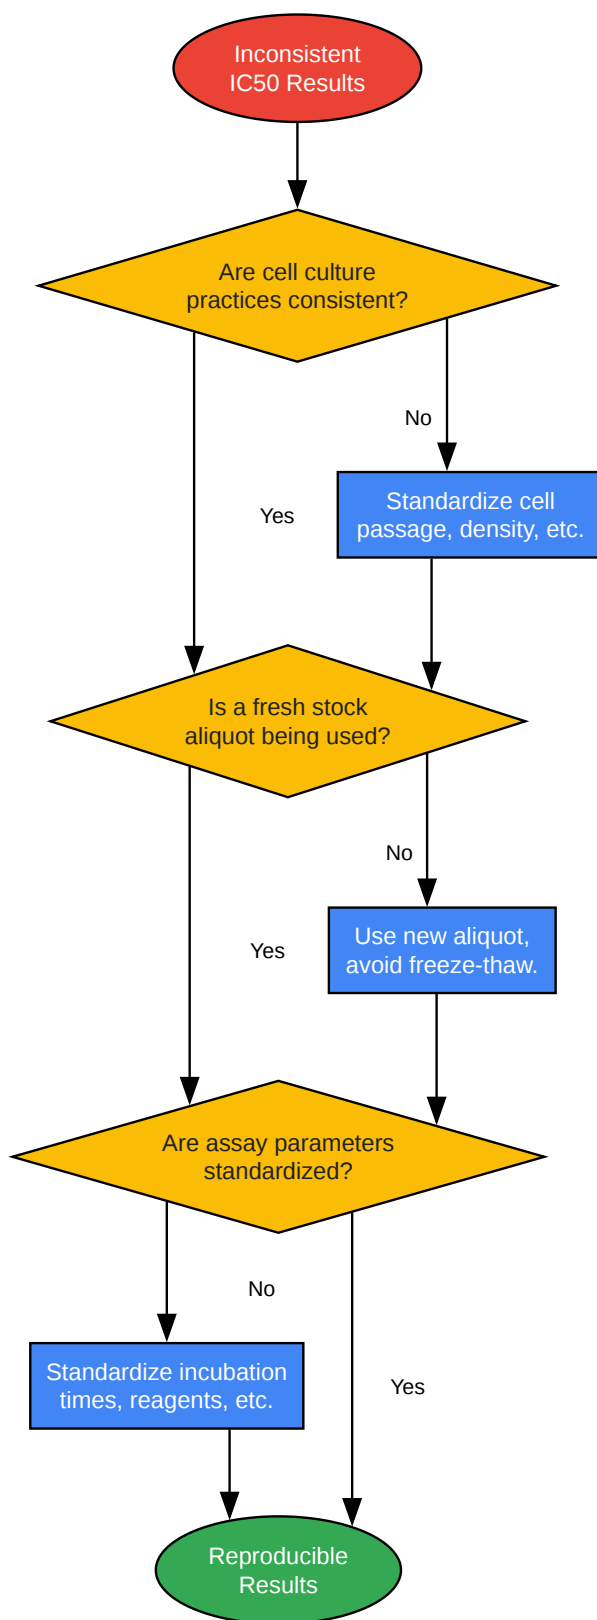 Inconsistent
IC50 Results
Are cell culture
practices consistent?
No
Yes
Standardize cell
passage, density, etc.
Is a fresh stock
aliquot being used?
No
Yes
Use new aliquot,
avoid freeze-thaw.
Are assay parameters
standardized?
No
Standardize incubation
times, reagents, etc.
Yes
Reproducible
Results